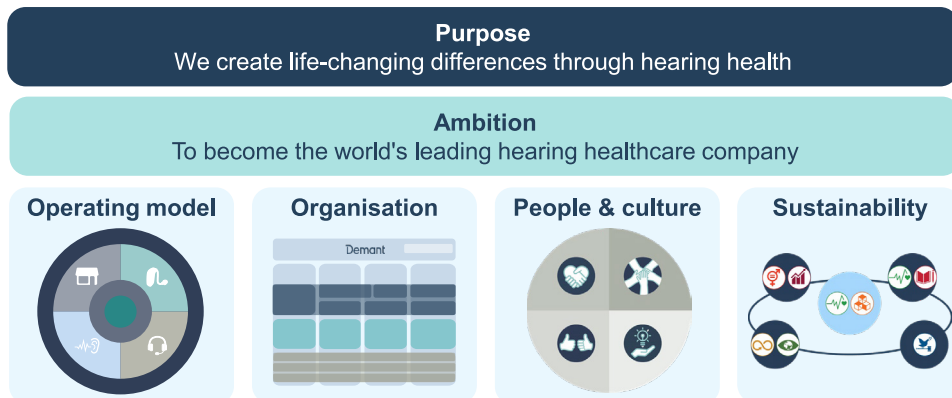 Purpose
We create life-changing differences through hearing health
Ambition
To become the world's leading hearing healthcare company
Operating model
Organisation
People & culture
Sustainability
Demant